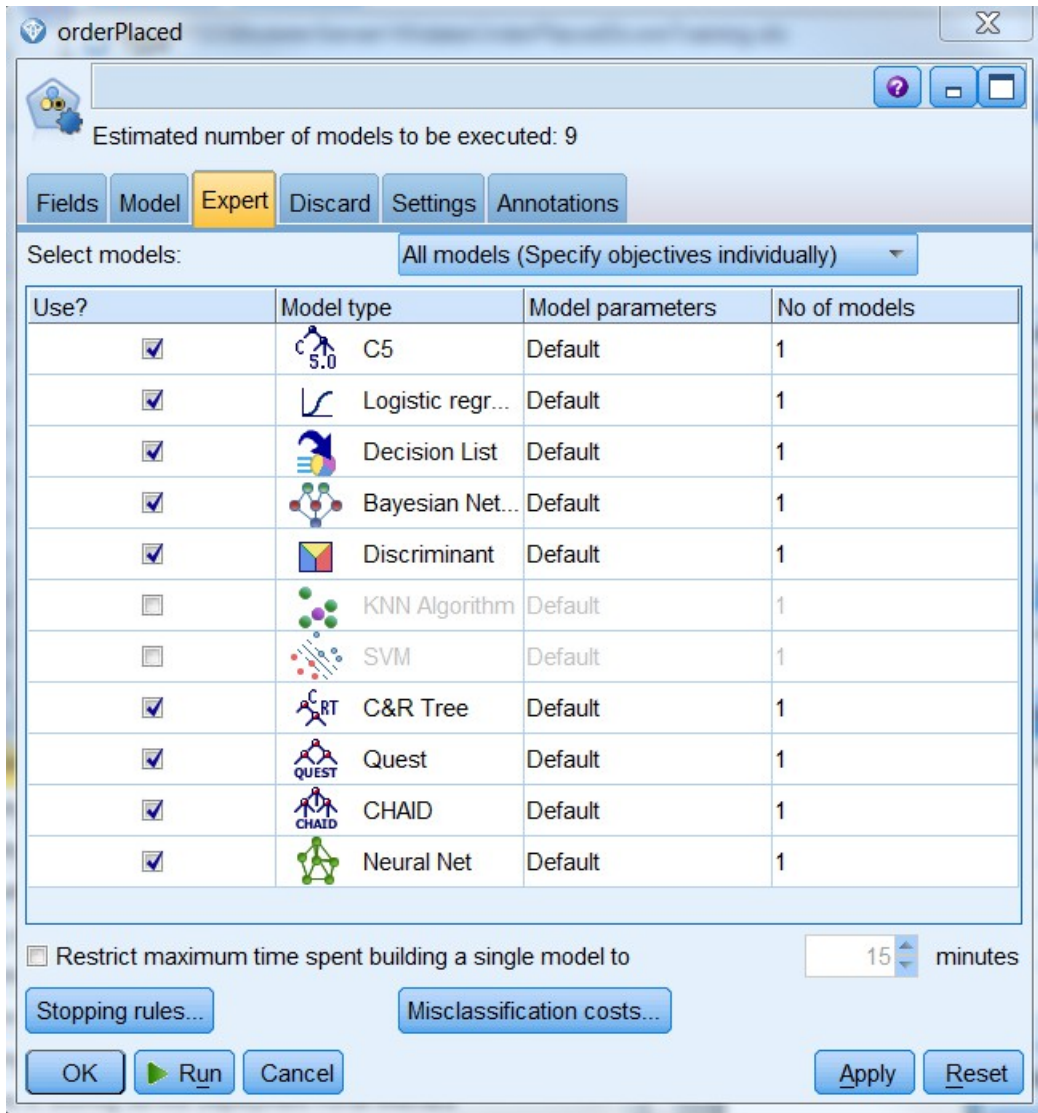 orderPlaced
Estimated number of models to be executed: 9
Fields Model Expert Discard Settings Annotations
Select models: All models (Specify objectives individually)
Use? Model type Model parameters No of models
C 5.0 C5 Default 1
Logistic regr... Default 1
Decision List Default 1
Bayesian Net... Default 1
Discriminant Default 1
KNN Algorithm Default 1
SVM Default 1
C RT C&R Tree Default 1
QUEST Quest Default 1
CHAID CHAID Default 1
Neural Net Default 1
Restrict maximum time spent building a single model to 15 minutes
Stopping rules... Misclassification costs...
OK Run Cancel Apply Reset